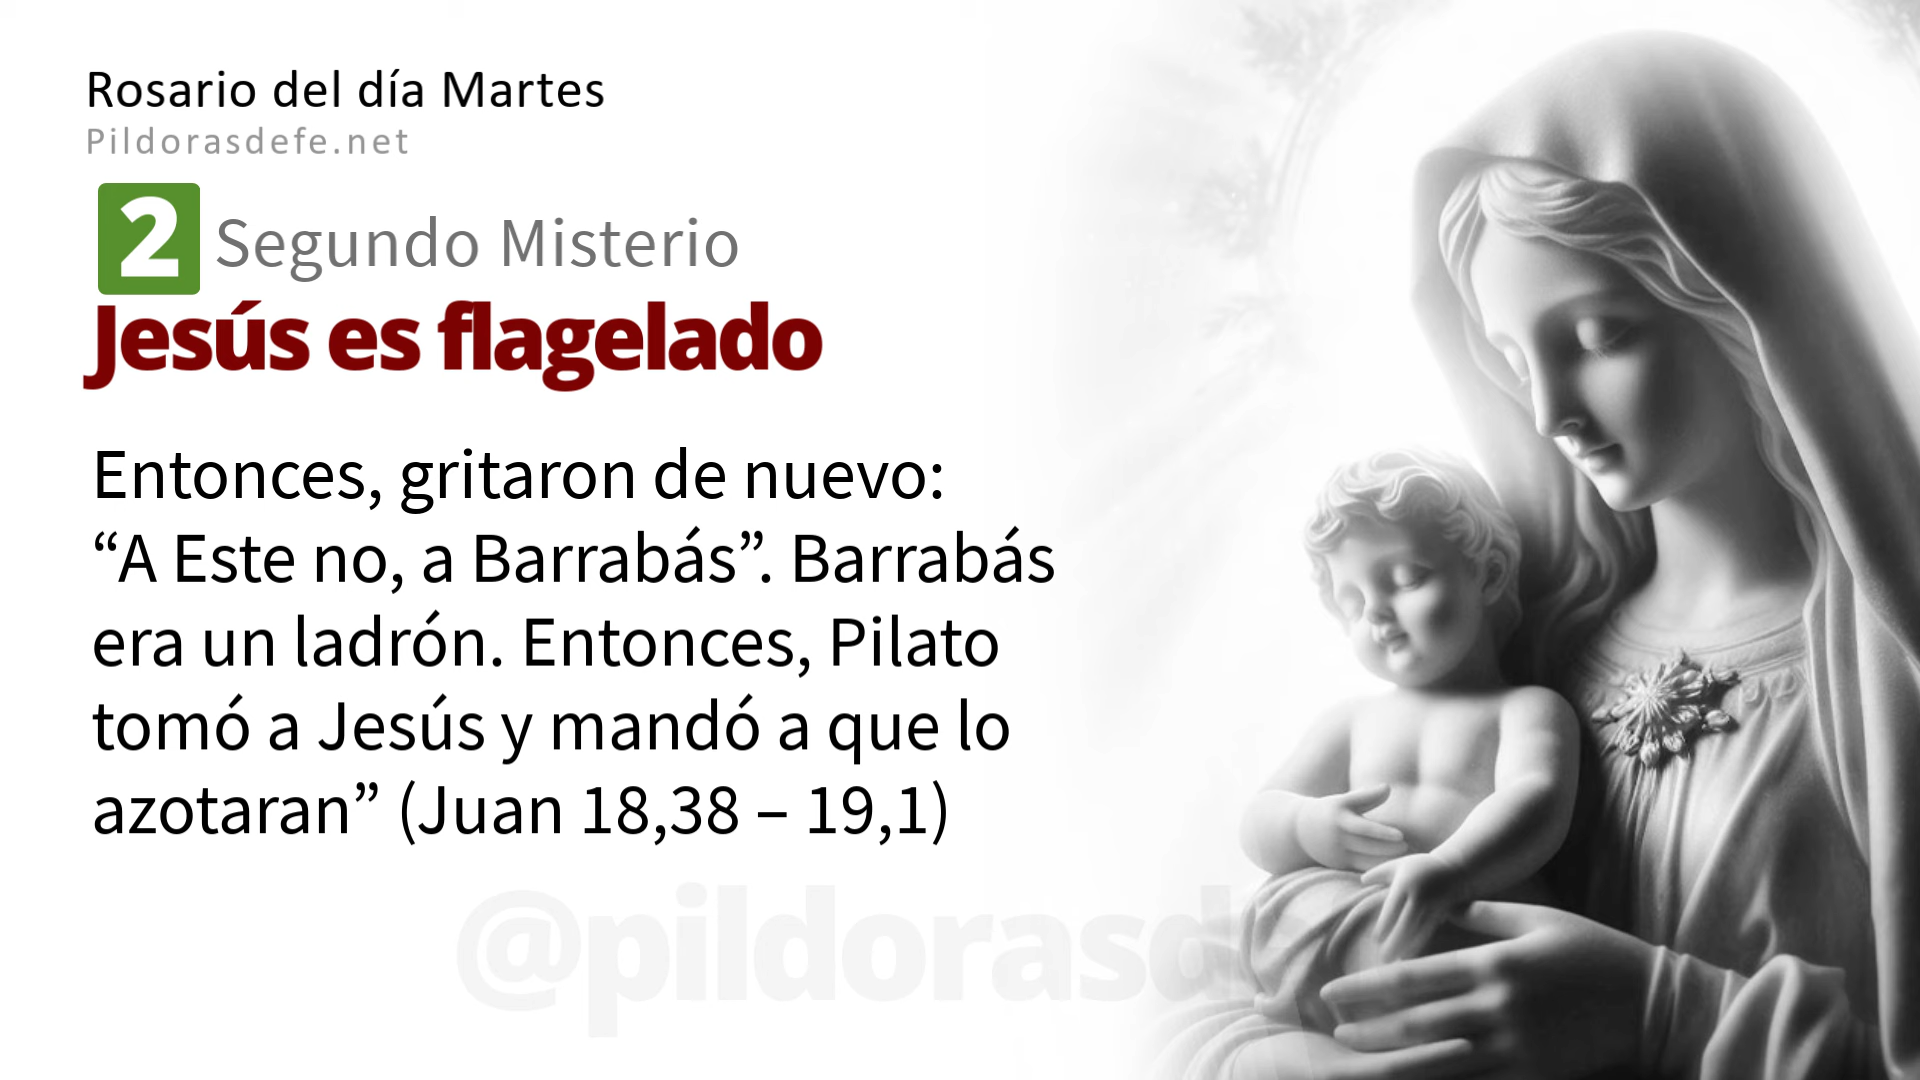 Rosario del día Martes
Pildorasdefe.net
2 Segundo Misterio
Jesús es flagelado
Entonces, gritaron de nuevo:
“A Este no, a Barrabás”. Barrabás
era un ladrón. Entonces, Pilato
tomó a Jesús y mandó a que lo
azotaran” (Juan 18,38 – 19,1)
@pildorasde